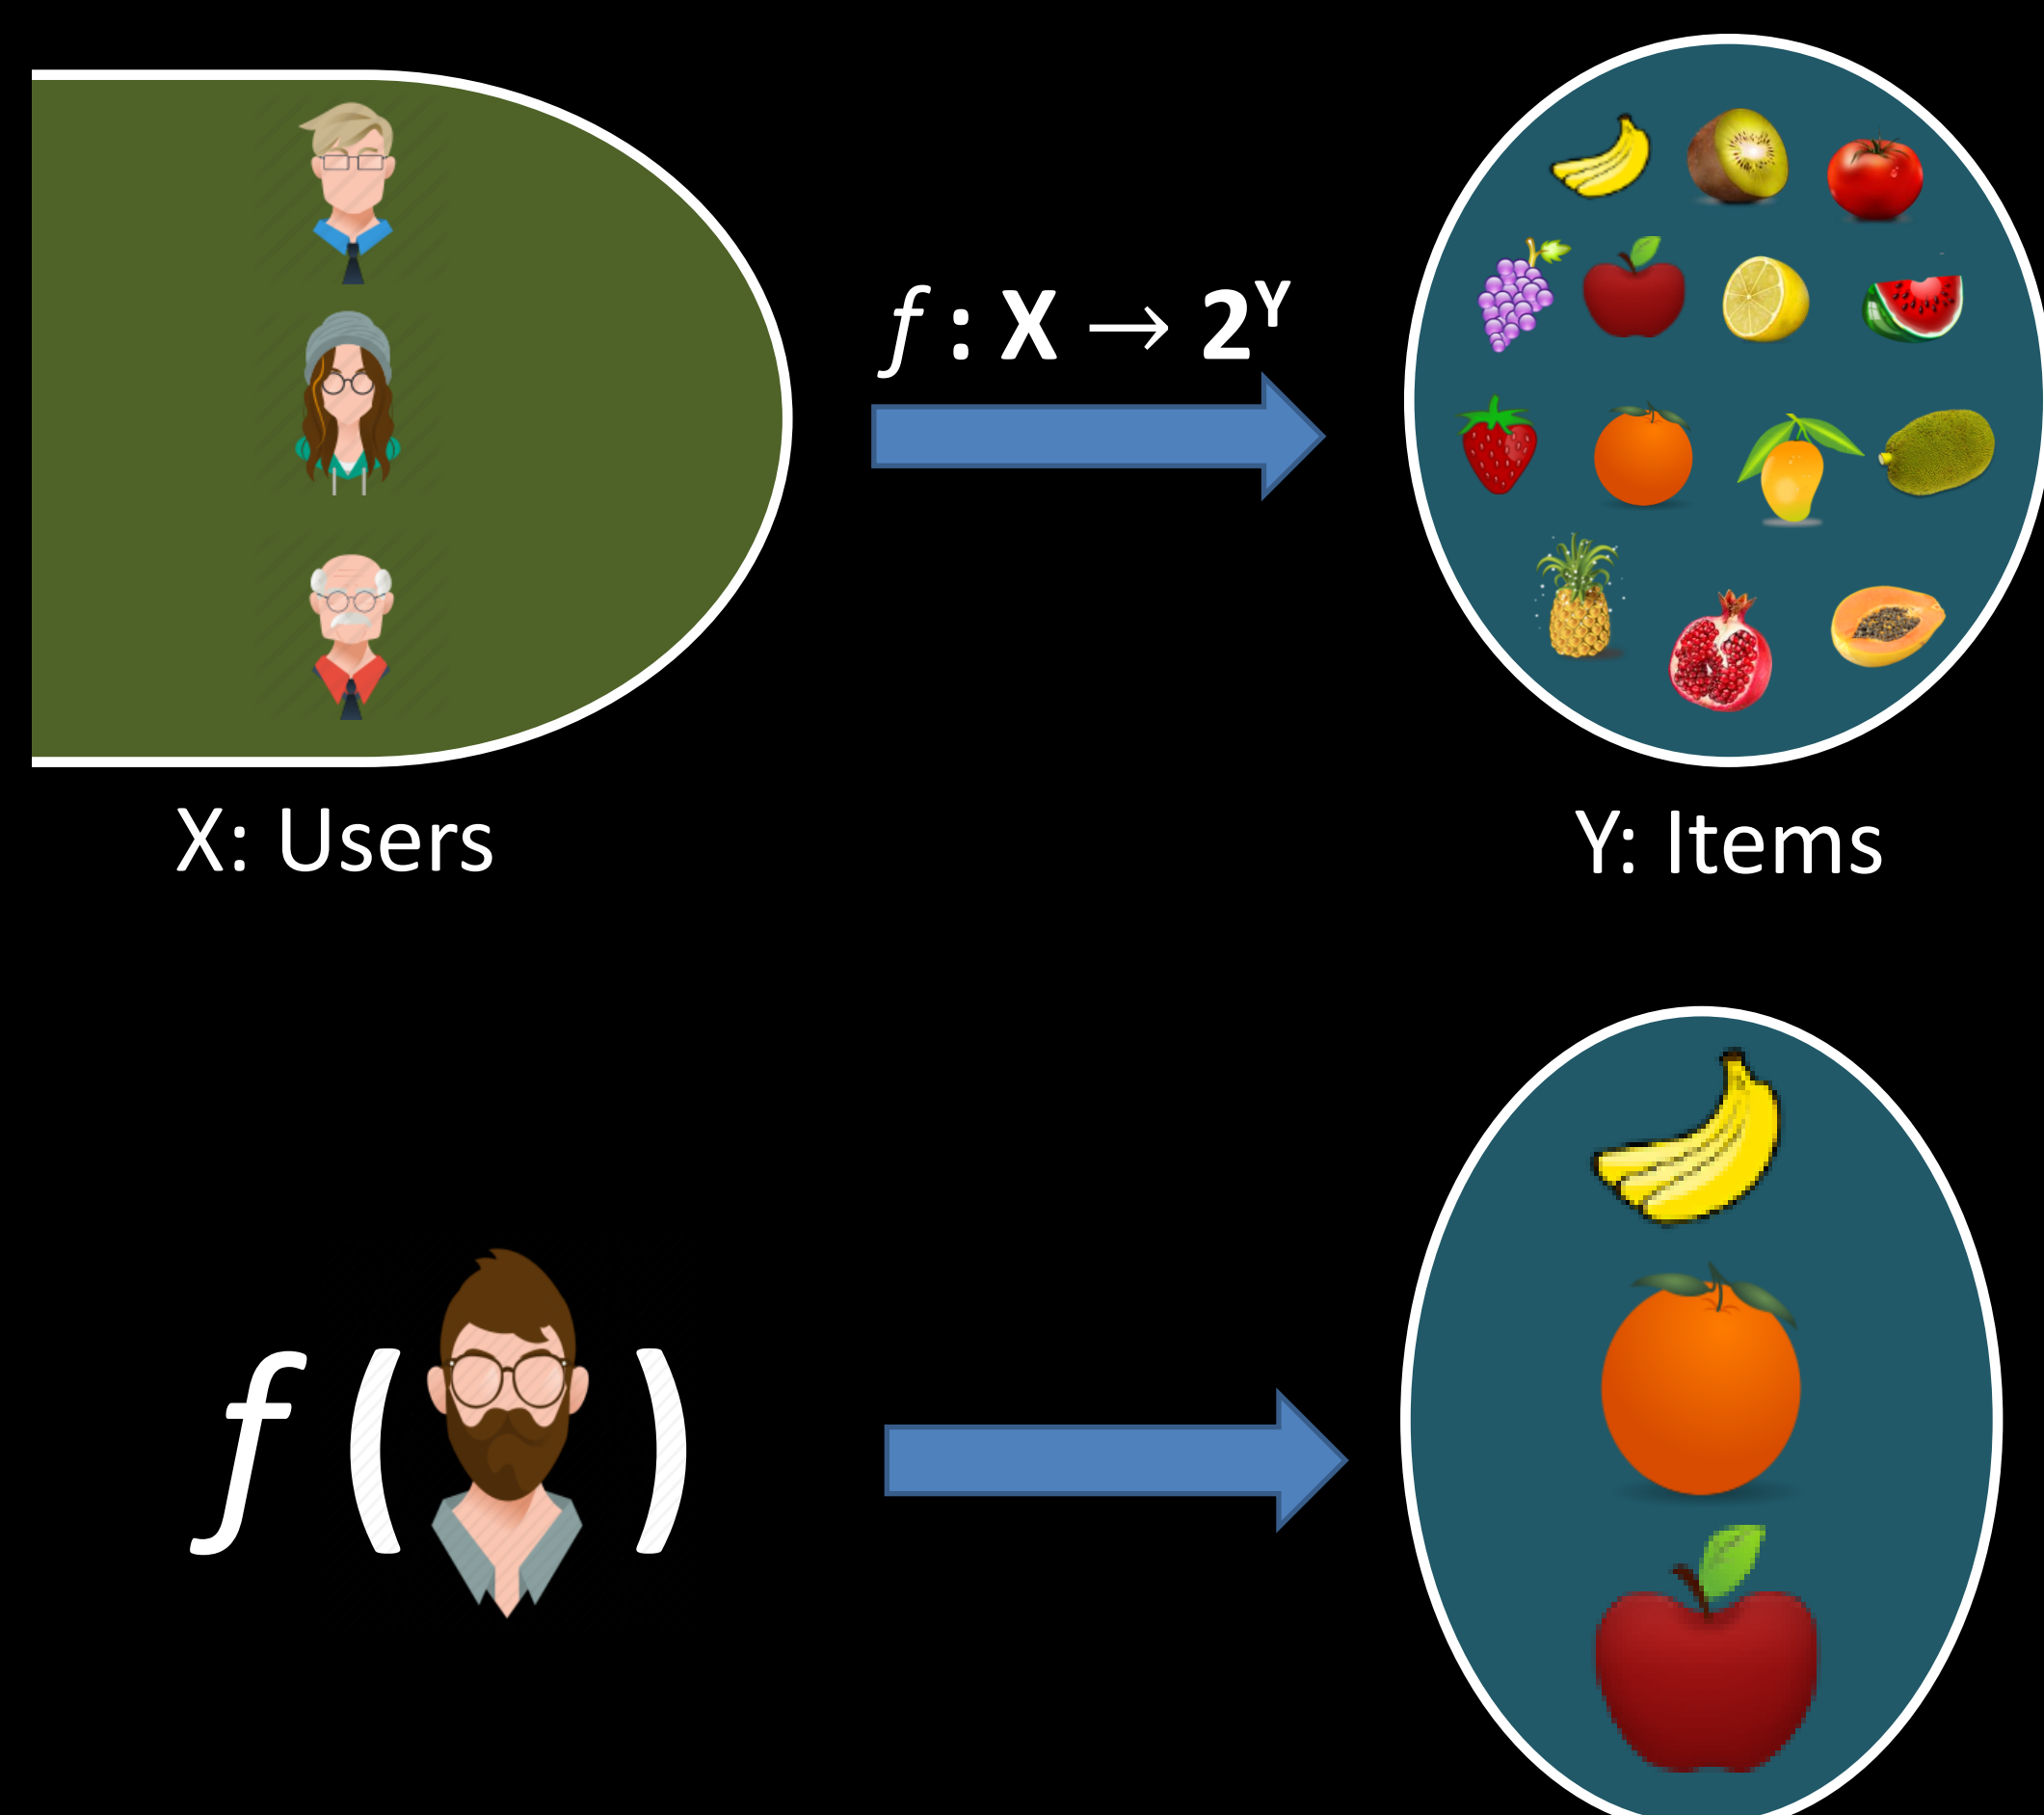 f : X → 2^Y
X: Users
Y: Items
f ( )